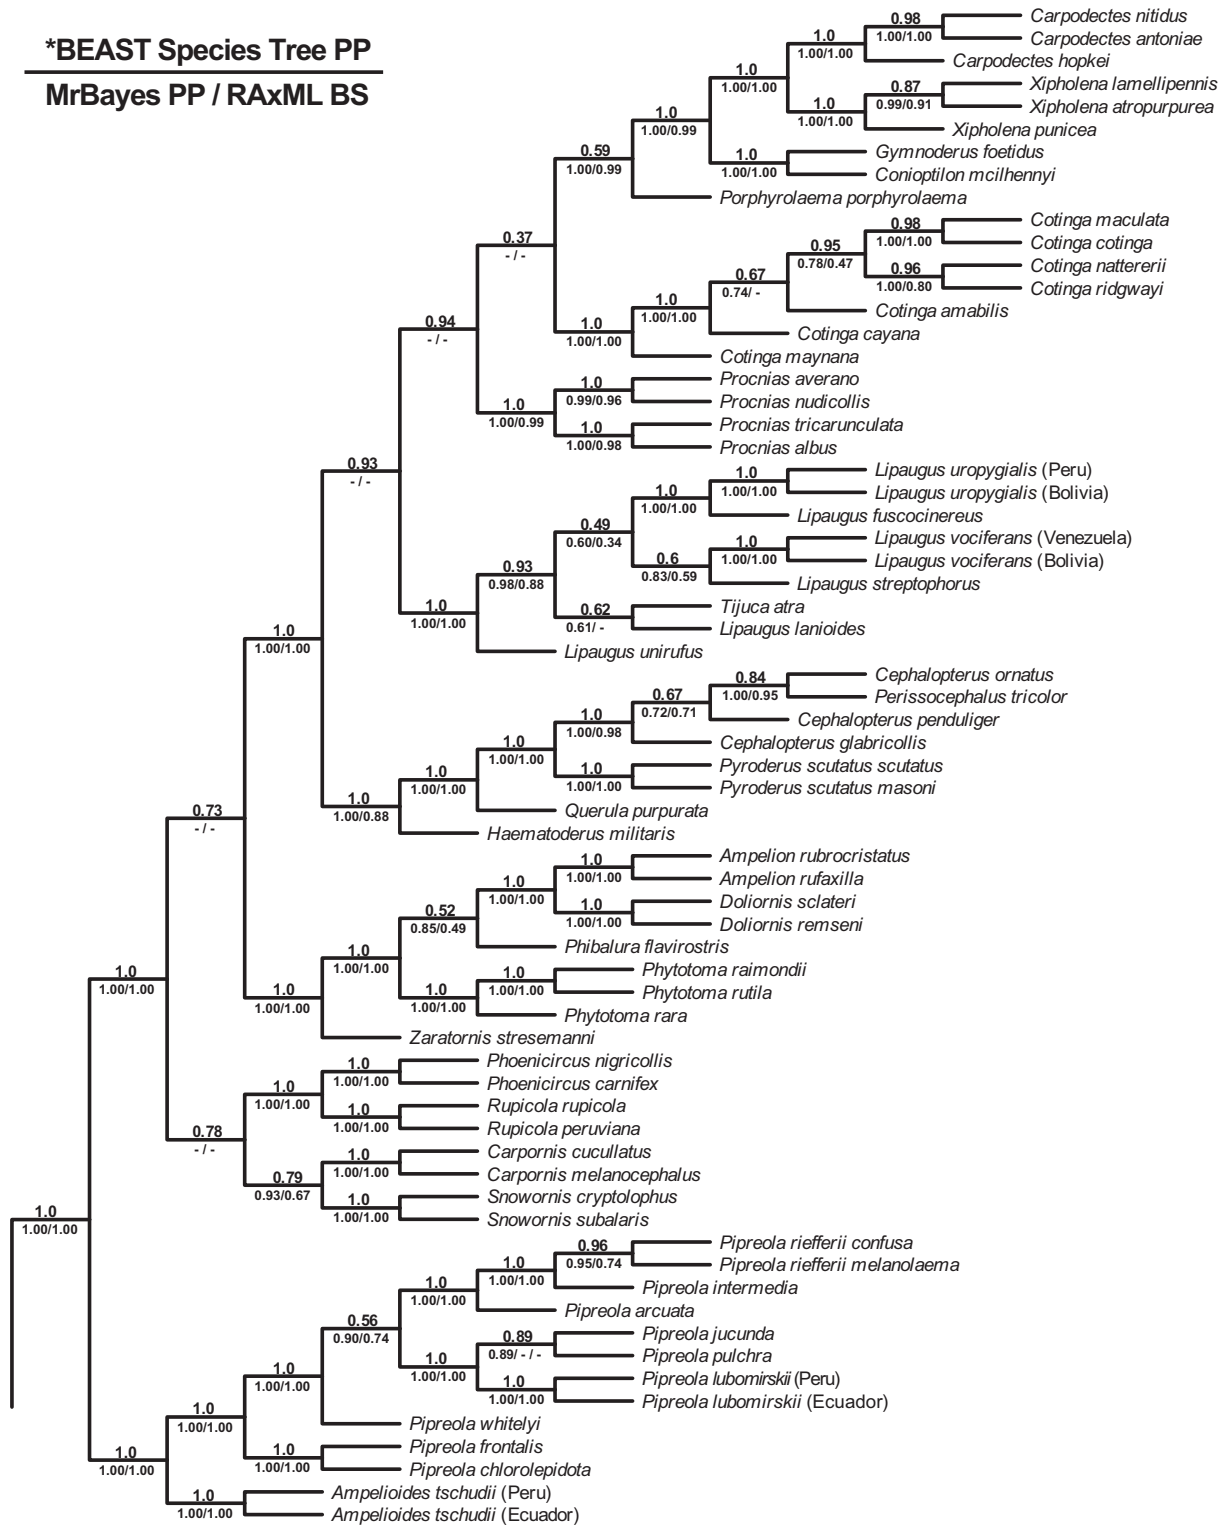 *BEAST Species Tree PP
MrBayes PP / RAxML BS
0.98
1.00/1.00
Carpodectes nitidus
Carpodectes antoniae
1.0
1.00/1.00
Carpodectes hopkei
1.0
1.00/1.00
0.87
0.99/0.91
Xipholena lamellipennis
Xipholena atropurpurea
1.0
1.00/1.00
Xipholena punicea
1.0
1.00/0.99
1.0
1.00/1.00
Gymnoderus foetidus
Conioptilon mcilhennyi
0.59
1.00/0.99
Porphyrolaema porphyrolaema
0.37
- / -
0.98
1.00/1.00
Cotinga maculata
Cotinga cotinga
0.95
0.78/0.47
0.96
1.00/0.80
Cotinga nattererii
Cotinga ridgwayi
0.67
0.74/ -
Cotinga amabilis
1.0
1.00/1.00
Cotinga cayana
1.0
1.00/1.00
Cotinga maynana
0.94
- / -
1.0
0.99/0.96
Procnias averano
Procnias nudicollis
1.0
1.00/0.99
1.0
1.00/0.98
Procnias tricarunculata
Procnias albus
0.93
- / -
1.0
1.00/1.00
Lipaugus uropygialis (Peru)
Lipaugus uropygialis (Bolivia)
1.0
1.00/1.00
Lipaugus fuscocinereus
0.49
0.60/0.34
1.0
1.00/1.00
Lipaugus vociferans (Venezuela)
Lipaugus vociferans (Bolivia)
0.6
0.83/0.59
Lipaugus streptophorus
0.93
0.98/0.88
0.62
0.61/ -
Tijuca atra
Lipaugus lanioides
1.0
1.00/1.00
Lipaugus unirufus
1.0
1.00/1.00
0.84
1.00/0.95
Cephalopterus ornatus
Perissocephalus tricolor
0.67
0.72/0.71
Cephalopterus penduliger
1.0
1.00/0.98
Cephalopterus glabricollis
1.0
1.00/1.00
1.0
1.00/1.00
Pyroderus scutatus scutatus
Pyroderus scutatus masoni
1.0
1.00/1.00
Querula purpurata
1.0
1.00/0.88
Haematoderus militaris
0.73
- / -
1.0
1.00/1.00
Ampelion rubrocristatus
Ampelion rufaxilla
1.0
1.00/1.00
1.0
1.00/1.00
Doliornis sclateri
Doliornis remseni
0.52
0.85/0.49
Phibalura flavirostris
1.0
1.00/1.00
1.0
1.00/1.00
Phytotoma raimondii
Phytotoma rutila
1.0
1.00/1.00
Phytotoma rara
1.0
1.00/1.00
Zaratornis stresemanni
1.0
1.00/1.00
1.0
1.00/1.00
Phoenicircus nigricollis
Phoenicircus carnifex
1.0
1.00/1.00
1.0
1.00/1.00
Rupicola rupicola
Rupicola peruviana
0.78
- / -
1.0
1.00/1.00
Carpornis cucullatus
Carpornis melanocephalus
0.79
0.93/0.67
1.0
1.00/1.00
Snowornis cryptolophus
Snowornis subalaris
1.0
1.00/1.00
0.96
0.95/0.74
Pipreola riefferii confusa
Pipreola riefferii melanolaema
1.0
1.00/1.00
Pipreola intermedia
1.0
1.00/1.00
Pipreola arcuata
0.56
0.90/0.74
0.89
0.89/ - / -
Pipreola jucunda
Pipreola pulchra
1.0
1.00/1.00
1.0
1.00/1.00
Pipreola lubomirskii (Peru)
Pipreola lubomirskii (Ecuador)
1.0
1.00/1.00
Pipreola whitelyi
1.0
1.00/1.00
1.0
1.00/1.00
Pipreola frontalis
Pipreola chlorolepidota
1.0
1.00/1.00
1.0
1.00/1.00
Ampelioides tschudii (Peru)
Ampelioides tschudii (Ecuador)